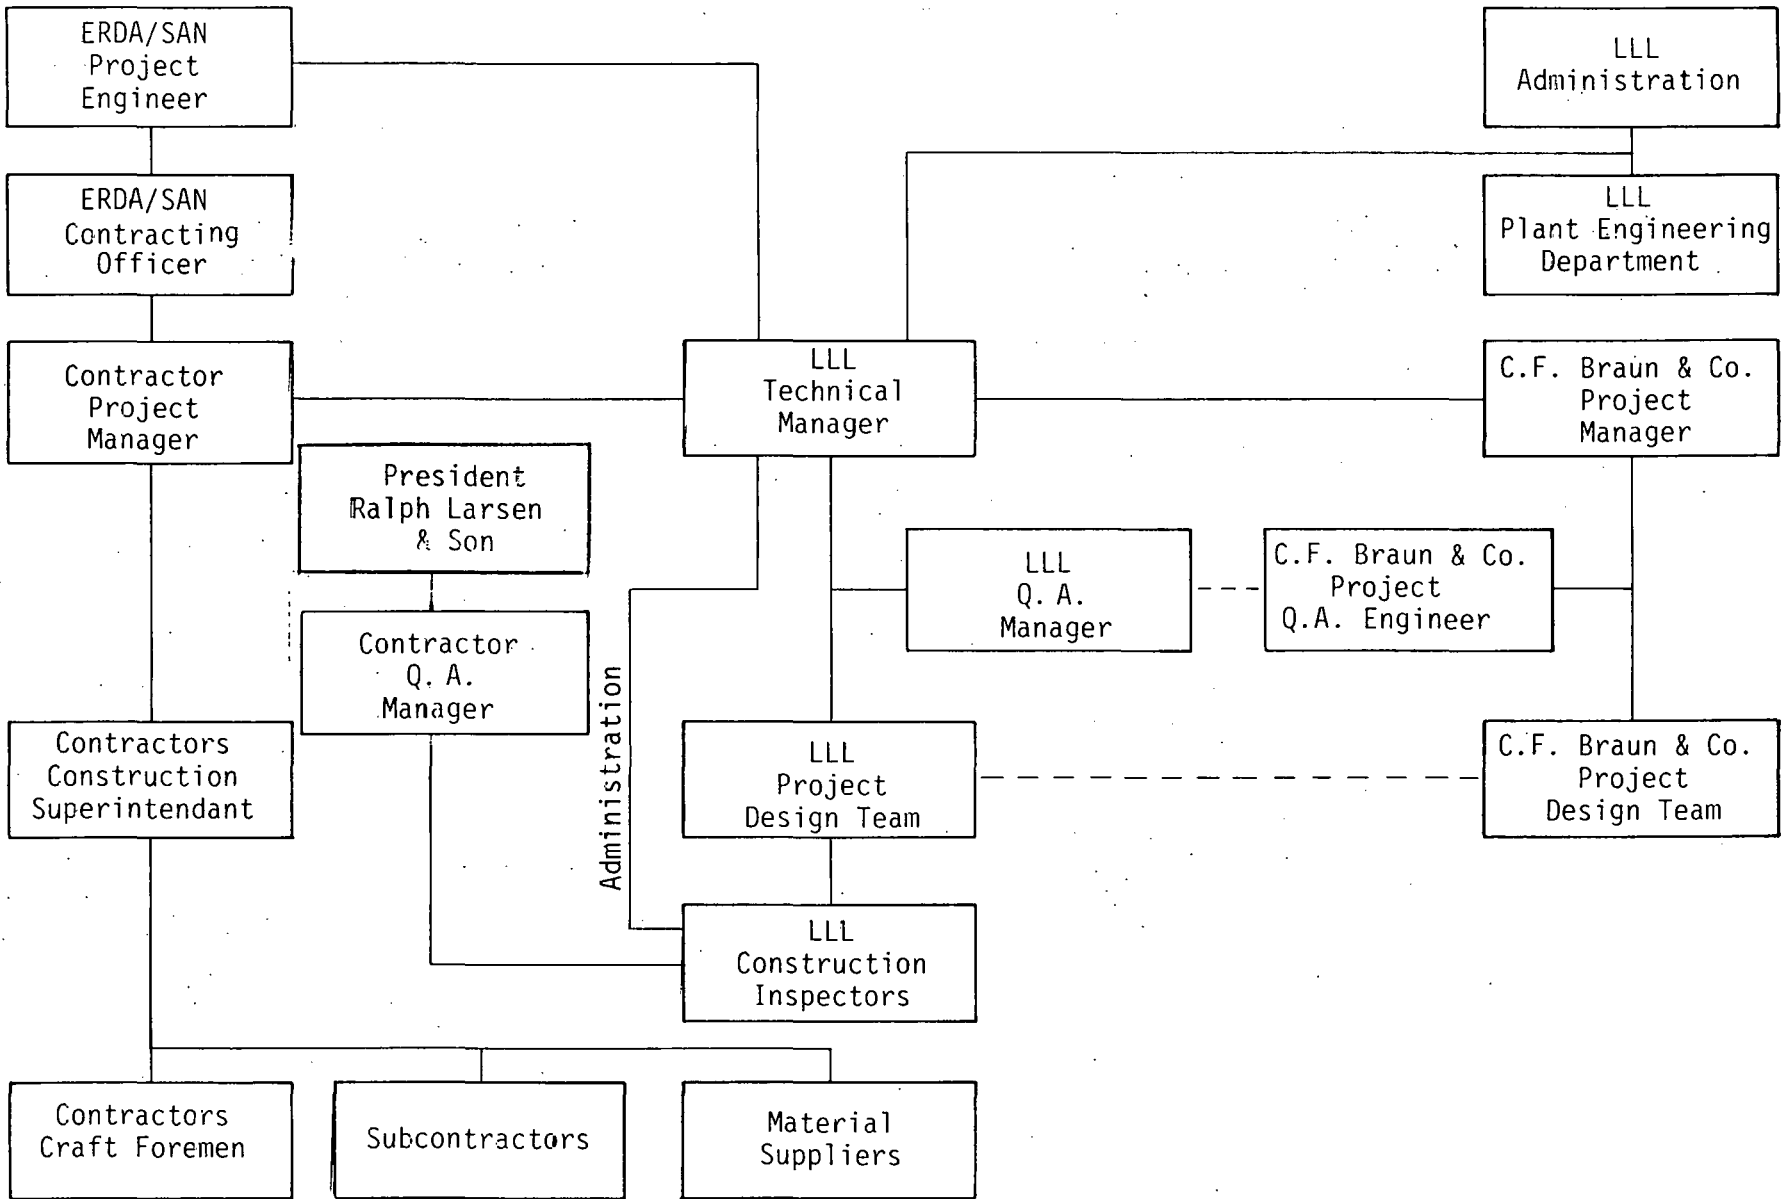 ERDA/SAN
Project
Engineer
LLL
Administration
ERDA/SAN
Contracting
Officer
LLL
Plant Engineering
Department
Contractor
Project
Manager
LLL
Technical
Manager
C.F. Braun & Co.
Project
Manager
President
Ralph Larsen
& Son
LLL
Q. A.
Manager
C.F. Braun & Co.
Project
Q.A. Engineer
Contractor
Q. A.
Manager
Administration
Contractors
Construction
Superintendant
LLL
Project
Design Team
C.F. Braun & Co.
Project
Design Team
LLL
Construction
Inspectors
Contractors
Craft Foremen
Subcontractors
Material
Suppliers